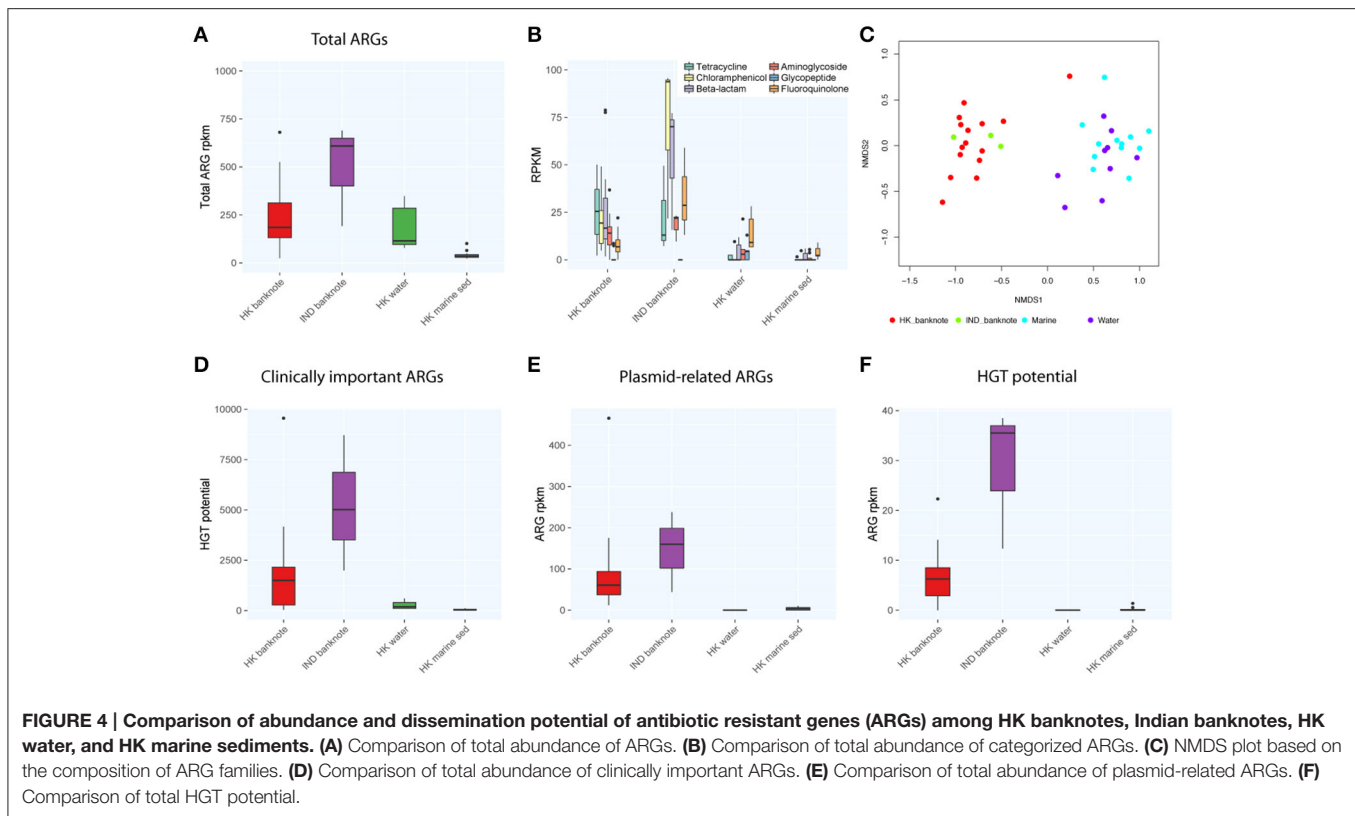 A
Total ARGs
Total ARG rpkm
1000
750
500
250
0
HK banknote
IND banknote
HK water
HK marine sed
B
RPKM
100
75
50
25
0
Tetracycline
Chloramphenicol
Beta-lactam
Aminoglycoside
Glycopeptide
Fluoroquinolone
HK banknote
IND banknote
HK water
HK marine sed
C
NMDS2
1.0
0.5
0.0
−0.5
−1.0
−1.5
−1.0
−0.5
0.0
0.5
1.0
NMDS1
HK_banknote
IND_banknote
Marine
Water
D
Clinically important ARGs
HGT potential
10000
7500
5000
2500
0
HK banknote
IND banknote
HK water
HK marine sed
E
Plasmid-related ARGs
ARG rpkm
400
300
200
100
0
HK banknote
IND banknote
HK water
HK marine sed
F
HGT potential
ARG rpkm
40
30
20
10
0
HK banknote
IND banknote
HK water
HK marine sed
FIGURE 4 | Comparison of abundance and dissemination potential of antibiotic resistant genes (ARGs) among HK banknotes, Indian banknotes, HK
water, and HK marine sediments. (A) Comparison of total abundance of ARGs. (B) Comparison of total abundance of categorized ARGs. (C) NMDS plot based on
the composition of ARG families. (D) Comparison of total abundance of clinically important ARGs. (E) Comparison of total abundance of plasmid-related ARGs. (F)
Comparison of total HGT potential.